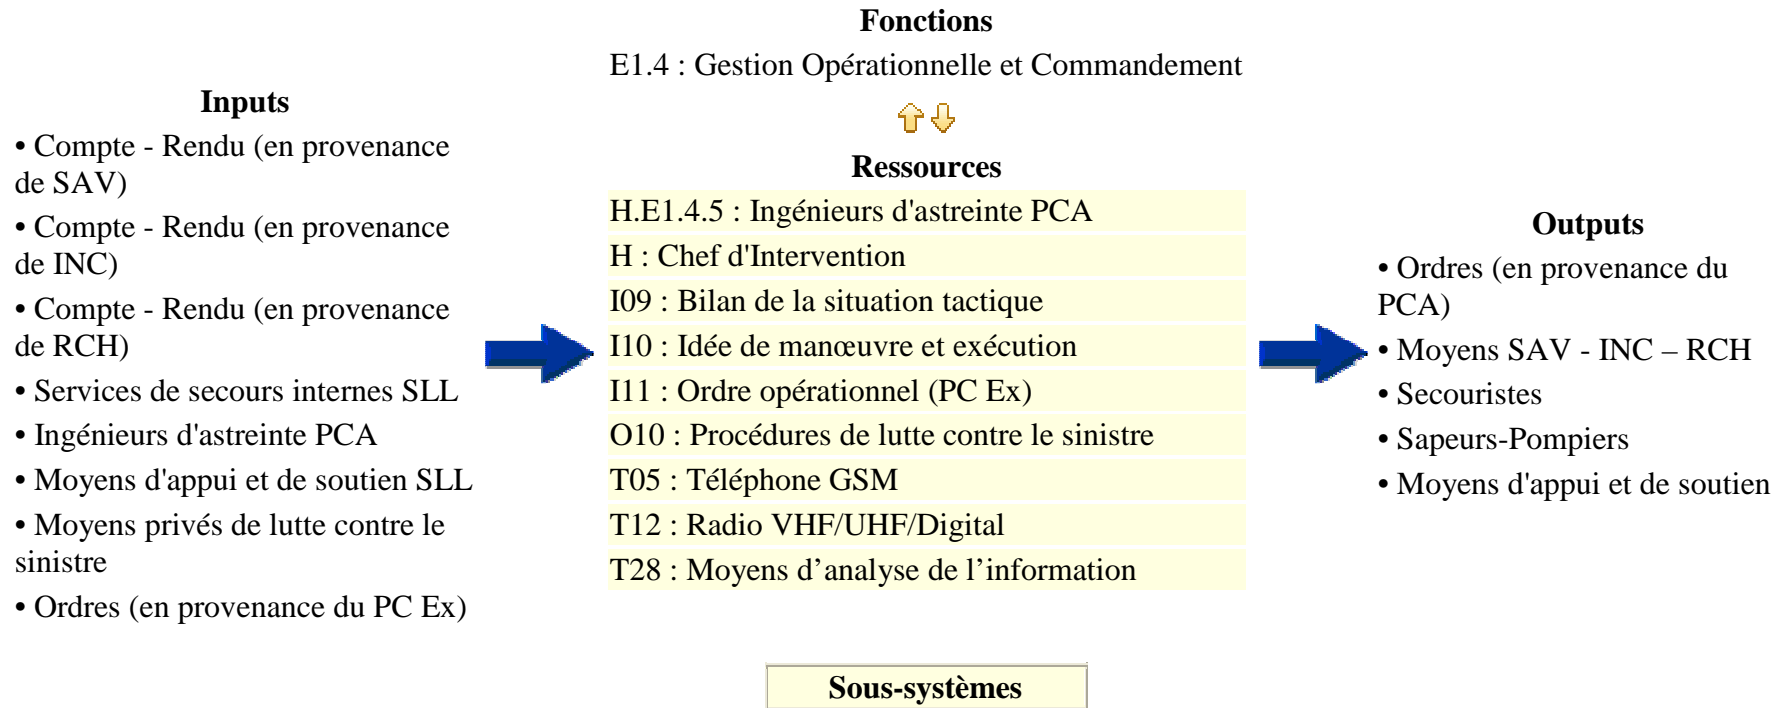 Fonctions
E1.4 : Gestion Opérationnelle et Commandement
Inputs
• Compte - Rendu (en provenance
de SAV)
• Compte - Rendu (en provenance
de INC)
• Compte - Rendu (en provenance
de RCH)
• Services de secours internes SLL
• Ingénieurs d'astreinte PCA
• Moyens d'appui et de soutien SLL
• Moyens privés de lutte contre le
sinistre
• Ordres (en provenance du PC Ex)
Ressources
H.E1.4.5 : Ingénieurs d'astreinte PCA
H : Chef d'Intervention
I09 : Bilan de la situation tactique
I10 : Idée de manœuvre et exécution
I11 : Ordre opérationnel (PC Ex)
O10 : Procédures de lutte contre le sinistre
T05 : Téléphone GSM
T12 : Radio VHF/UHF/Digital
T28 : Moyens d’analyse de l’information
Outputs
• Ordres (en provenance du
PCA)
• Moyens SAV - INC – RCH
• Secouristes
• Sapeurs-Pompiers
• Moyens d'appui et de soutien
Sous-systèmes